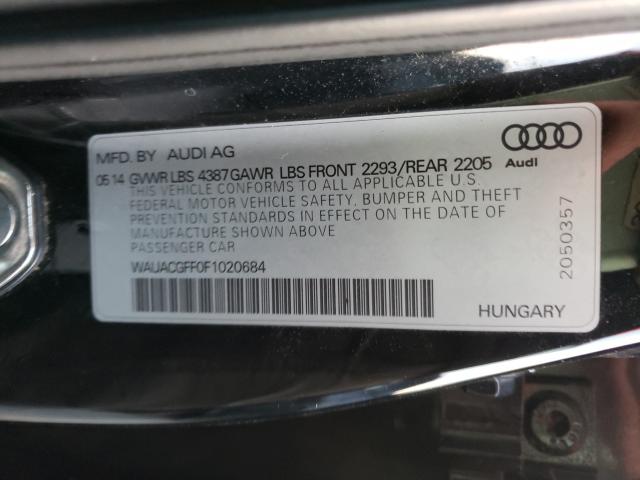 MFD. BY AUDI AG
05 14 GVWR LBS 4387 GAWR LBS FRONT 2293/REAR 2205
Audi
THIS VEHICLE CONFORMS TO ALL APPLICABLE U.S.
FEDERAL MOTOR VEHICLE SAFETY, BUMPER AND THEFT
PREVENTION STANDARDS IN EFFECT ON THE DATE OF
MANUFACTURE SHOWN ABOVE
PASSENGER CAR
WAUACGFF0F1020684
2050357
HUNGARY